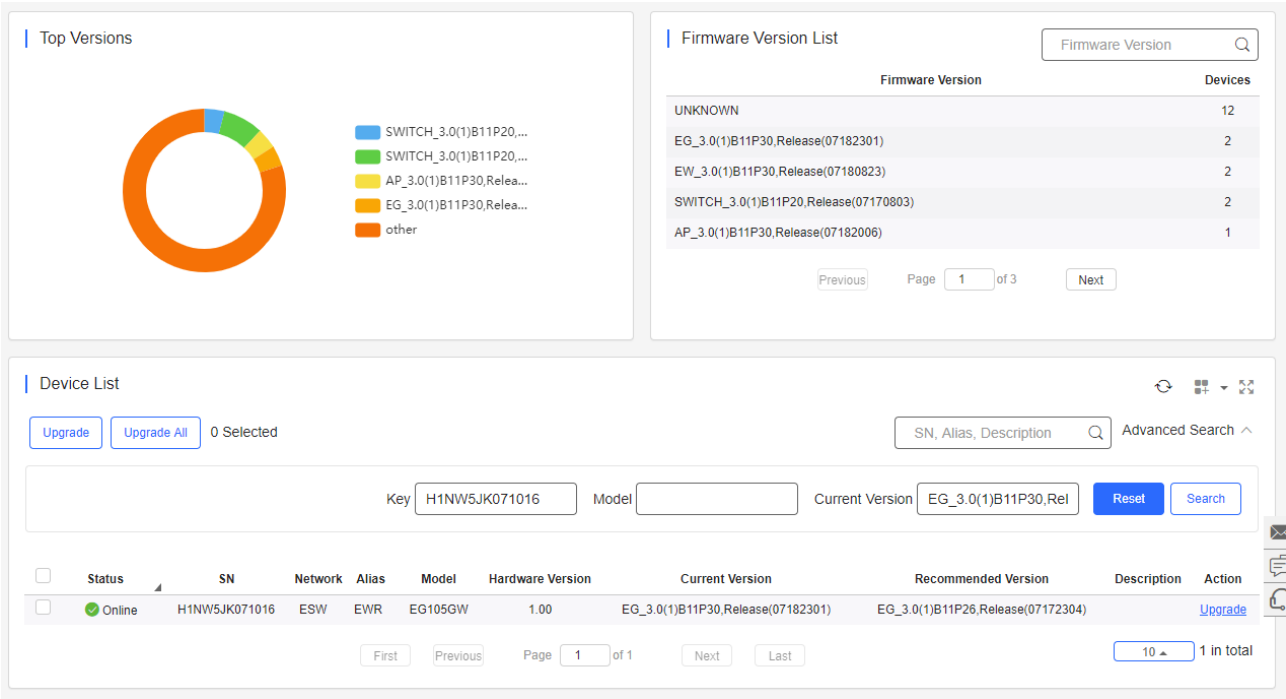 Top Versions
SWITCH_3.0(1)B11P20,...
SWITCH_3.0(1)B11P20,...
AP_3.0(1)B11P30,Relea...
EG_3.0(1)B11P30,Relea...
other
Firmware Version List
Firmware Version
Firmware Version Devices
UNKNOWN 12
EG_3.0(1)B11P30,Release(07182301) 2
EW_3.0(1)B11P30,Release(07180823) 2
SWITCH_3.0(1)B11P20,Release(07170803) 2
AP_3.0(1)B11P30,Release(07182006) 1
Previous Page 1 of 3 Next
Device List
Upgrade Upgrade All 0 Selected SN, Alias, Description Advanced Search
Key H1NW5JK071016 Model Current Version EG_3.0(1)B11P30,Rel Reset Search
Status SN Network Alias Model Hardware Version Current Version Recommended Version Description Action
Online H1NW5JK071016 ESW EWR EG105GW 1.00 EG_3.0(1)B11P30,Release(07182301) EG_3.0(1)B11P26,Release(07172304) Upgrade
First Previous Page 1 of 1 Next Last 10 1 in total